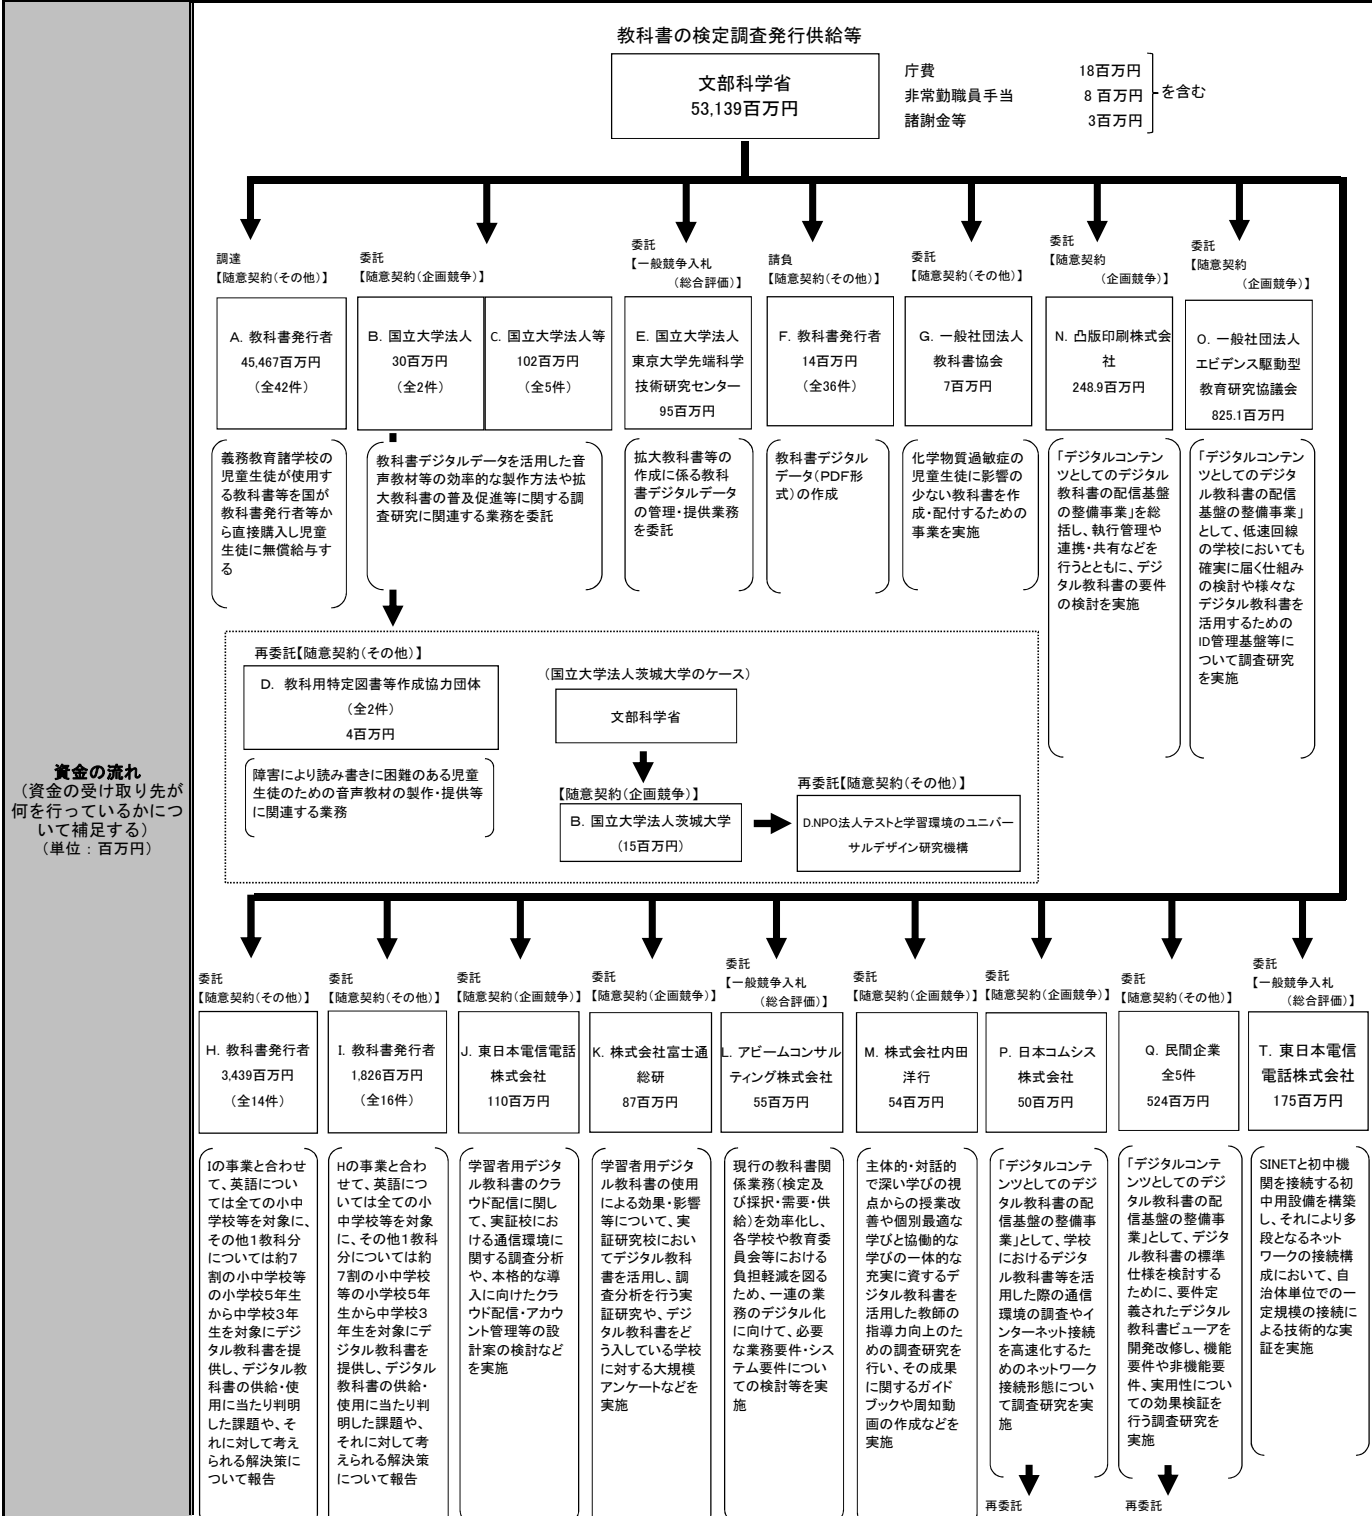 教科書の検定調査発行供給等
文部科学省
53,139百万円
庁費 18百万円
非常勤職員手当 8 百万円
諸謝金等 3百万円
を含む
調達
【随意契約(その他)】
委託
【随意契約(企画競争)】
委託
【一般競争入札
(総合評価)】
請負
【随意契約(その他)】
委託
【随意契約(その他)】
委託
【随意契約
(企画競争)】
委託
【随意契約
(企画競争)】
A. 教科書発行者
45,467百万円
(全42件)
B. 国立大学法人
30百万円
(全2件)
C. 国立大学法人等
102百万円
(全5件)
E. 国立大学法人
東京大学先端科学
技術研究センター
95百万円
F. 教科書発行者
14百万円
(全36件)
G. 一般社団法人
教科書協会
7百万円
N. 凸版印刷株式会
社
248.9百万円
O. 一般社団法人
エビデンス駆動型
教育研究協議会
825.1百万円
義務教育諸学校の
児童生徒が使用す
る教科書等を国が
教科書発行者等か
ら直接購入し児童
生徒に無償給与す
る
教科書デジタルデータを活用した音
声教材等の効率的な製作方法や拡
大教科書の普及促進等に関する調
査研究に関連する業務を委託
拡大教科書等の
作成に係る教科
書デジタルデータ
の管理・提供業務
を委託
教科書デジタル
データ(PDF形
式)の作成
化学物質過敏症の
児童生徒に影響の
少ない教科書を作
成・配付するための
事業を実施
「デジタルコンテン
ツとしてのデジタル
教科書の配信基盤
の整備事業」を総
括し、執行管理や
連携・共有などを
行うとともに、デジ
タル教科書の要件
の検討を実施
「デジタルコンテン
ツとしてのデジタ
ル教科書の配信
基盤の整備事業」
として、低速回線
の学校においても
確実に届く仕組み
の検討や様々な
デジタル教科書を
活用するための
ID管理基盤等に
ついて調査研究
を実施
再委託【随意契約(その他)】
D. 教科用特定図書等作成協力団体
(全2件)
4百万円
障害により読み書きに困難のある児童
生徒のための音声教材の製作・提供等
に関連する業務
(国立大学法人茨城大学のケース)
文部科学省
【随意契約(企画競争)】
B. 国立大学法人茨城大学
(15百万円)
再委託【随意契約(その他)】
D.NPO法人テストと学習環境のユニバー
サルデザイン研究機構
資金の流れ
(資金の受け取り先が
何を行っているかにつ
いて補足する)
(単位:百万円)
委託
【随意契約(その他)】
委託
【随意契約(その他)】
委託
【随意契約(企画競争)】
委託
【随意契約(企画競争)】
委託
【一般競争入札
(総合評価)】
委託
【随意契約(企画競争)】
委託
【随意契約(企画競争)】
委託
【随意契約(その他)】
委託
【一般競争入札
(総合評価)】
H. 教科書発行者
3,439百万円
(全14件)
I. 教科書発行者
1,826百万円
(全16件)
J. 東日本電信電話
株式会社
110百万円
K. 株式会社富士通
総研
87百万円
L. アビームコンサル
ティング株式会社
55百万円
M. 株式会社内田
洋行
54百万円
P. 日本コムシス
株式会社
50百万円
Q. 民間企業
全5件
524百万円
T. 東日本電信
電話株式会社
175百万円
Iの事業と合わせ
て、英語につい
ては全ての小中
学校等を対象に、
その他1教科分
については約7
割の小中学校等
の小学校5年生
から中学校3年
生を対象にデジ
タル教科書を提
供し、デジタル教
科書の供給・使
用に当たり判明
した課題や、そ
れに対して考え
られる解決策に
ついて報告
Hの事業と合わ
せて、英語につ
いては全ての小
中学校等を対象
に、その他1教科
分については約
7割の小中学校
等の小学校5年
生から中学校3
年生を対象にデ
ジタル教科書を
提供し、デジタル
教科書の供給・
使用に当たり判
明した課題や、
それに対して考
えられる解決策
について報告
学習者用デジタ
ル教科書のクラ
ウド配信に関し
て、実証校にお
ける通信環境に
関する調査分析
や、本格的な導
入に向けたクラ
ウド配信・アカウ
ント管理等の設
計案の検討など
を実施
学習者用デジタ
ル教科書の使用
による効果・影響
等について、実
証研究校におい
てデジタル教科
書を活用し、調
査分析を行う実
証研究や、デジ
タル教科書をど
う入している学校
に対する大規模
アンケートなどを
実施
現行の教科書関
係業務(検定及
び採択・需要・供
給)を効率化し、
各学校や教育委
員会等における
負担軽減を図る
ため、一連の業
務のデジタル化
に向けて、必要
な業務要件・シス
テム要件につい
ての検討等を実
施
主体的・対話的
で深い学びの視
点からの授業改
善や個別最適な
学びと協働的な
学びの一体的な
充実に資するデ
ジタル教科書を
活用した教師の
指導力向上のた
めの調査研究を
行い、その成果
に関するガイド
ブックや周知動
画の作成などを
実施
「デジタルコンテ
ンツとしてのデジ
タル教科書の配
信基盤の整備事
業」として、学校
におけるデジタ
ル教科書等を活
用した際の通信
環境の調査やイ
ンターネット接続
を高速化するた
めのネットワーク
接続形態につい
て調査研究を実
施
「デジタルコンテ
ンツとしてのデジ
タル教科書の配
信基盤の整備事
業」として、デジタ
ル教科書の標準
仕様を検討する
ために、要件定
義されたデジタル
教科書ビューアを
開発改修し、機能
要件や非機能要
件、実用性につい
ての効果検証を
行う調査研究を
実施
SINETと初中機
関を接続する初
中用設備を構築
し、それにより多
段となるネット
ワークの接続構
成において、自
治体単位での一
定規模の接続に
よる技術的な実
証を実施
再委託
再委託